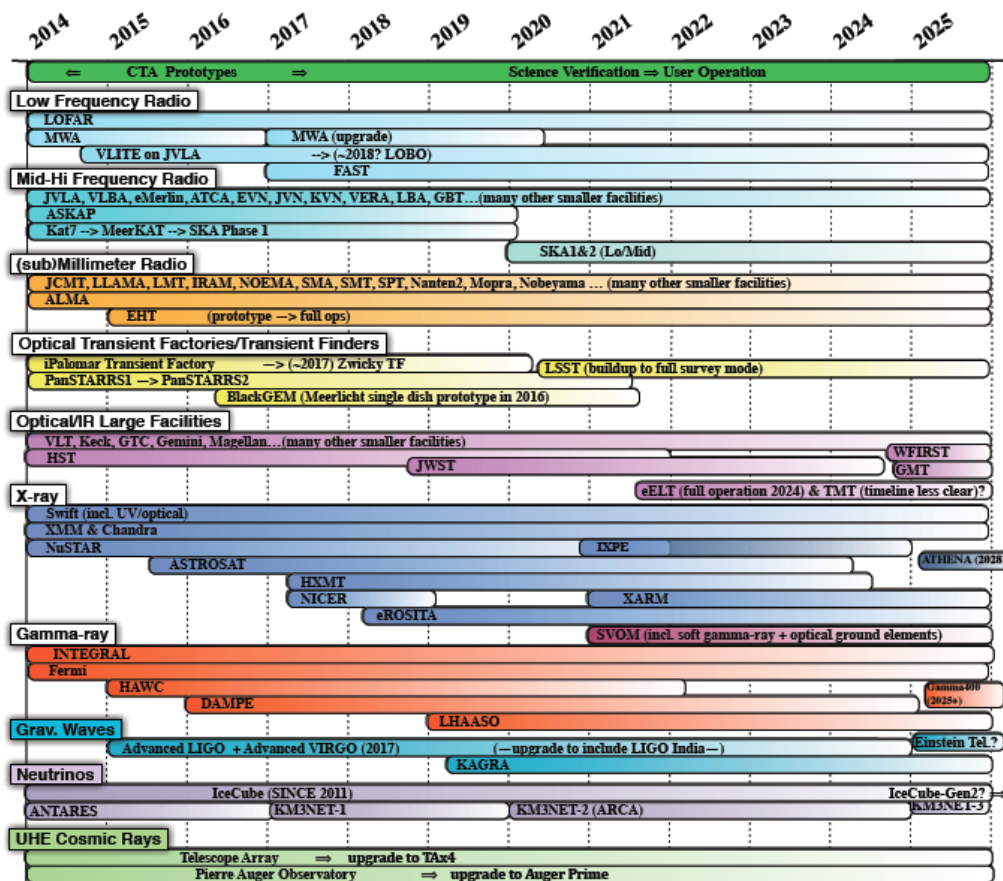 2014 2015 2016 2017 2018 2019 2020 2021 2022 2024 2025
⇐ CTA Prototypes ⇒ Science Verification ⇒ User Operation
Low Frequency Radio
LOFAR
MWA MWA (upgrade)
VLITE on JVLA --> (~2018? LOBO)
FAST
Mid-Hi Frequency Radio
JVLA, VLBA, eMerlin, ATCA, EVN, JVN, KVN, VERA, LBA, GBT...(many other smaller facilities)
ASKAP
Kat7 --> MeerKAT --> SKA Phase 1
SKA1&2 (Lo/Mid)
(sub)Millimeter Radio
JCMT, LLAMA, LMT, IRAM, NOEMA, SMA, SMT, SPT, Nanten2, Mopra, Nobeyama ... (many other smaller facilities)
ALMA
EHT (prototype —> full ops)
Optical Transient Factories/Transient Finders
iPalomar Transient Factory —> (~2017) Zwicky TF LSST (buildup to full survey mode)
PanSTARRS1 —> PanSTARRS2
BlackGEM (Meerlicht single dish prototype in 2016)
Optical/IR Large Facilities
VLT, Keck, GTC, Gemini, Magellan...(many other smaller facilities) WFIRST
HST JWST GMT
eELT (full operation 2024) & TMT (timeline less clear)?
X-ray
Swift (incl. UV/optical)
XMM & Chandra
NuSTAR IXPE
ASTROSAT ATHENA (2028
HXMT
NICER XARM
eROSITA
Gamma-ray SVOM (incl. soft gamma-ray + optical ground elements)
INTEGRAL
Fermi
HAWC Gamma400
(2025+)
DAMPE
LHAASO
Grav. Waves
Advanced LIGO + Advanced VIRGO (2017) (—upgrade to include LIGO India—) Einstein Tel.?
KAGRA
Neutrinos
IceCube (SINCE 2011) IceCube-Gen2? ⇒
ANTARES KM3NET-1 KM3NET-2 (ARCA) KM3NET-3
UHE Cosmic Rays
Telescope Array ⇒ upgrade to TAx4
Pierre Auger Observatory ⇒ upgrade to Auger Prime